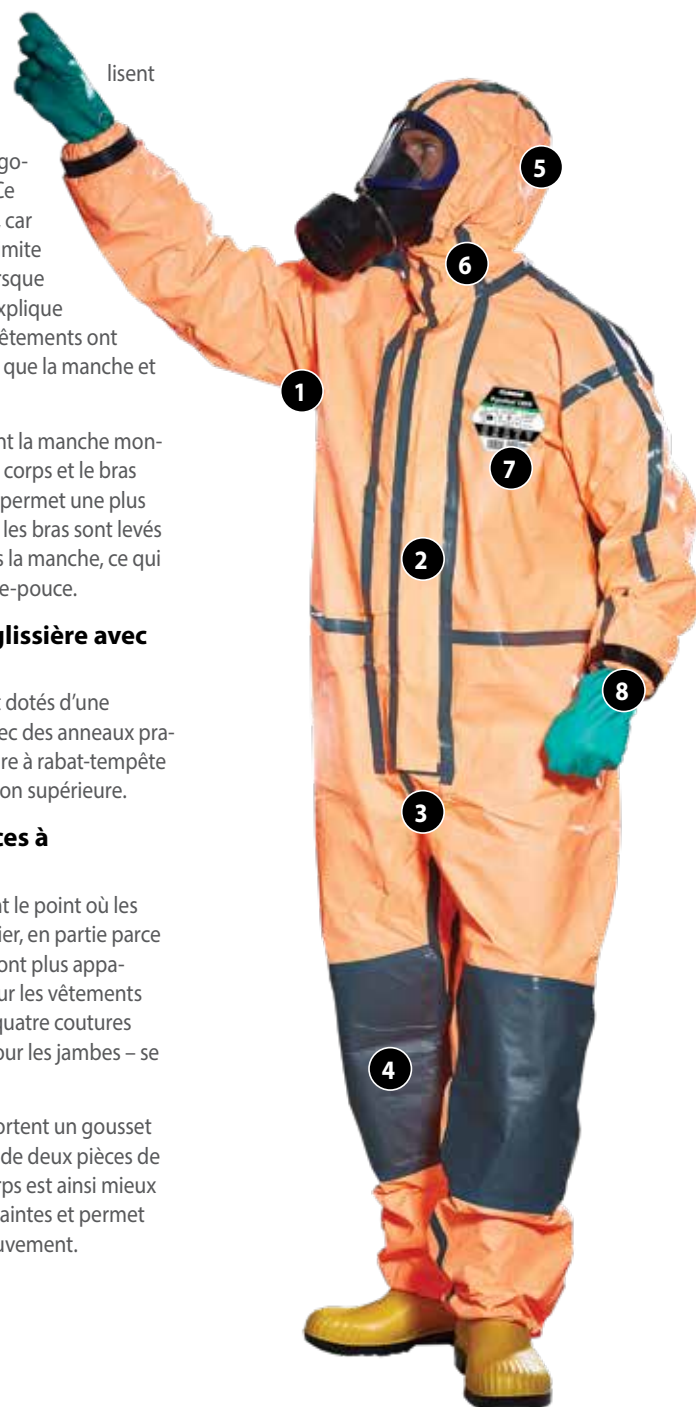 lisent
go-
Ce
car
mite
rsque
xplique
êtements ont
que la manche et
nt la manche mon-
corps et le bras
permet une plus
les bras sont levés
s la manche, ce qui
e-pouce.
glissière avec
t dotés d’une
ec des anneaux pra-
re à rabat-tempête
on supérieure.
tes à
nt le point où les
ier, en partie parce
ont plus appa-
ur les vêtements
quatre coutures
our les jambes – se
ortent un gousset
de deux pièces de
rps est ainsi mieux
aintes et permet
uvement.
5
6
1
7
2
8
3
4